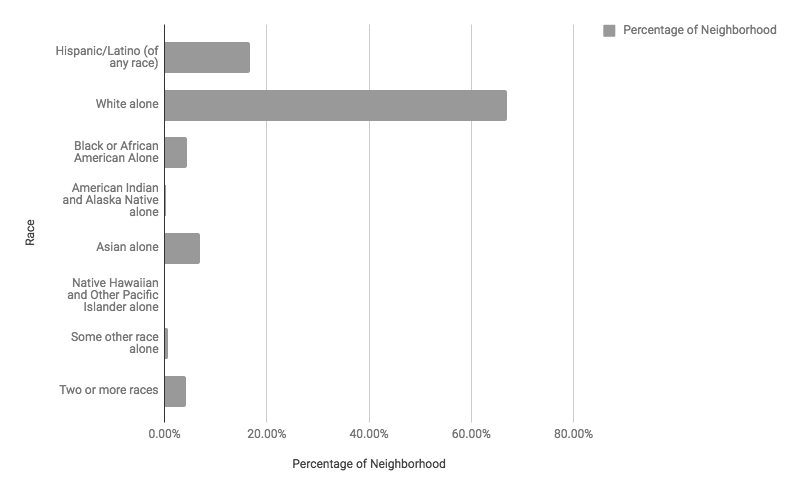 Percentage of Neighborhood
Hispanic/Latino (of
any race)
White alone
Black or African
American Alone
American Indian
and Alaska Native
alone
Race
Asian alone
Native Hawaiian
and Other Pacific
Islander alone
Some other race
alone
Two or more races
0.00% 20.00% 40.00% 60.00% 80.00%
Percentage of Neighborhood